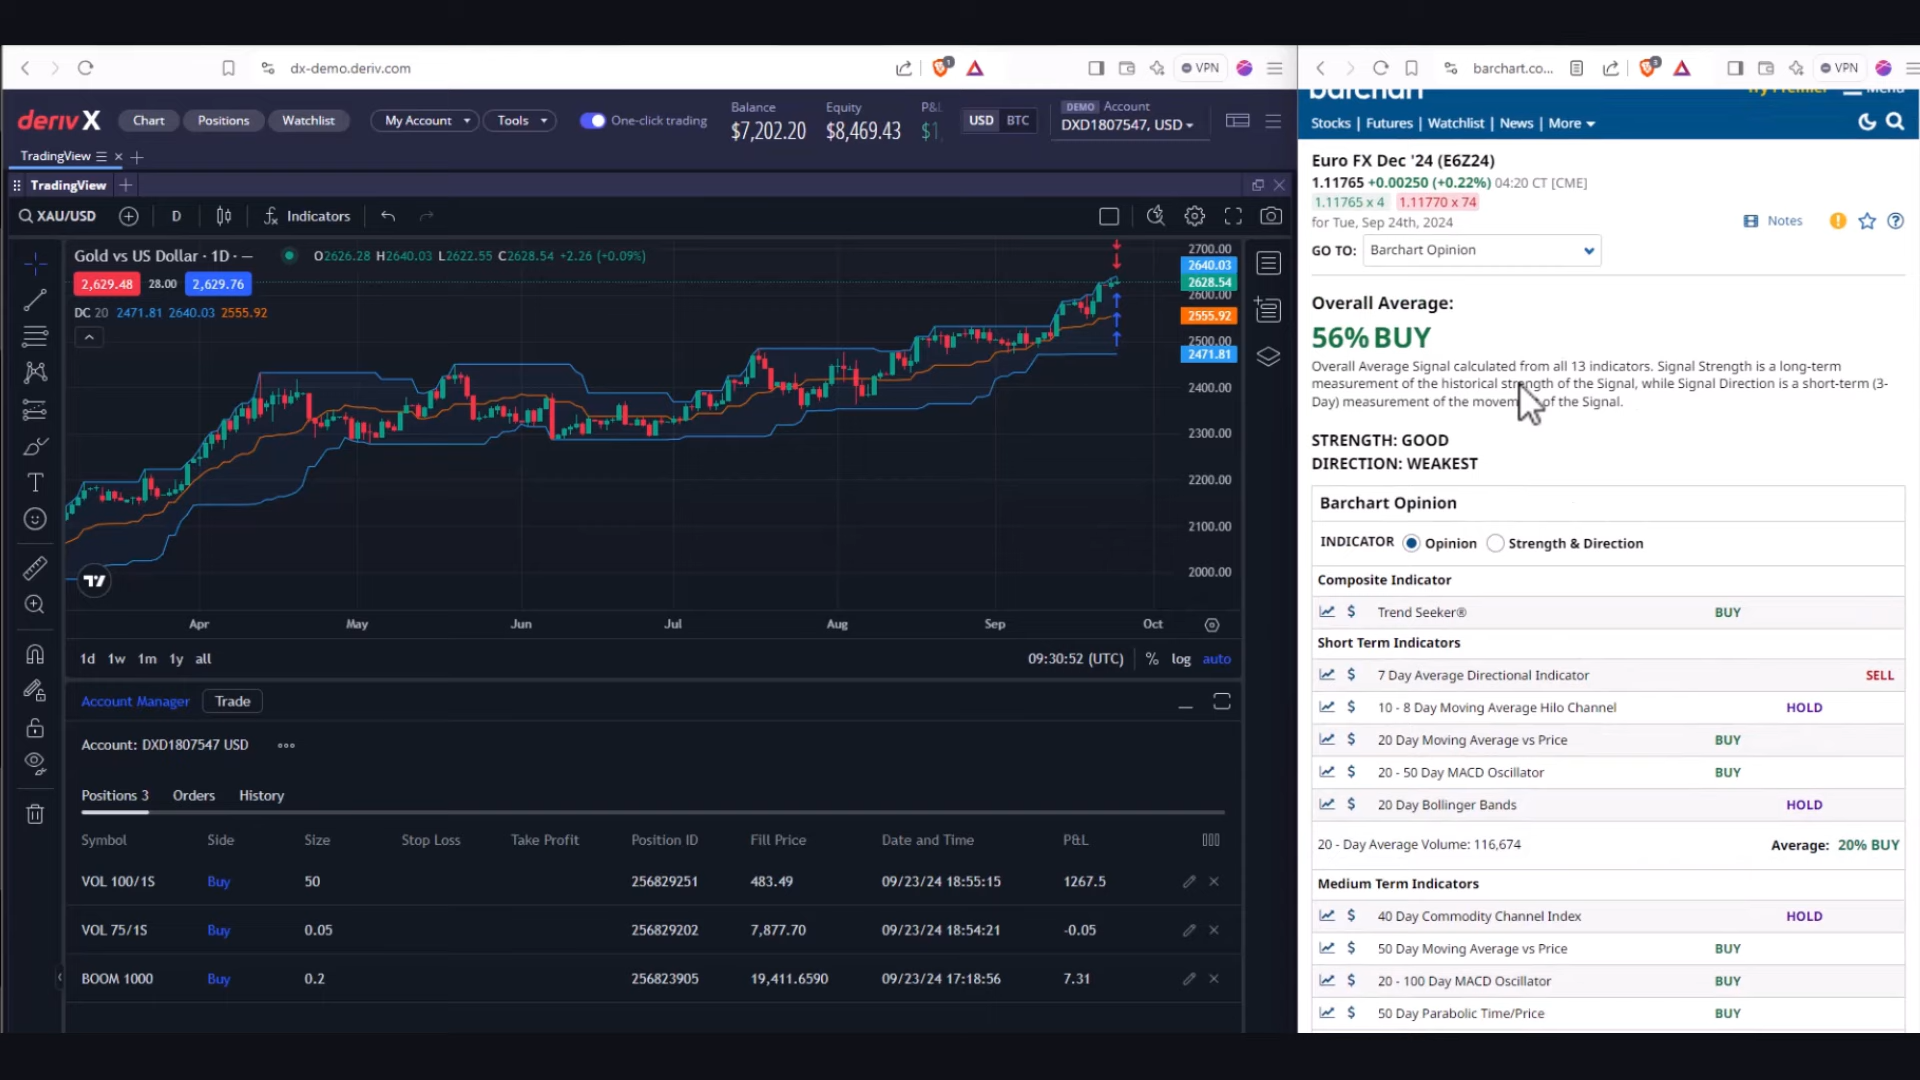 dx-demo.deriv.com
1
VPN
deriv X
Chart
Positions
Watchlist
My Account
Tools
One-click trading
Balance
$7,202.20
Equity
$8,469.43
P&L
$1,
USD
BTC
DEMO Account
DXD1807547, USD
TradingView
TradingView
XAU/USD
D
Indicators
Gold vs US Dollar · 1D · —
O2626.28 H2640.03 L2622.55 C2628.54 +2.26 (+0.09%)
2,629.48
28.00
2,629.76
DC 20 2471.81 2640.03 2555.92
2700.00
2640.03
2628.54
2600.00
2555.92
2500.00
2471.81
2400.00
2300.00
2200.00
2100.00
2000.00
Apr
May
Jun
Jul
Aug
Sep
Oct
1d 1w 1m 1y all
09:30:52 (UTC)
% log auto
Account Manager
Trade
Account: DXD1807547 USD
Positions 3
Orders
History
Symbol Side Size Stop Loss Take Profit Position ID Fill Price Date and Time P&L
VOL 100/1S Buy 50 256829251 483.49 09/23/24 18:55:15 1267.5
VOL 75/1S Buy 0.05 256829202 7,877.70 09/23/24 18:54:21 -0.05
BOOM 1000 Buy 0.2 256823905 19,411.6590 09/23/24 17:18:56 7.31
barchart.co...
3
VPN
barchart
Try Premier
Menu
Stocks | Futures | Watchlist | News | More
Euro FX Dec '24 (E6Z24)
1.11765 +0.00250 (+0.22%) 04:20 CT [CME]
1.11765 x 4 1.11770 x 74
for Tue, Sep 24th, 2024
Notes
GO TO: Barchart Opinion
Overall Average:
56% BUY
Overall Average Signal calculated from all 13 indicators. Signal Strength is a long-term
measurement of the historical strength of the Signal, while Signal Direction is a short-term (3-
Day) measurement of the movement of the Signal.
STRENGTH: GOOD
DIRECTION: WEAKEST
Barchart Opinion
INDICATOR Opinion Strength & Direction
Composite Indicator
Trend Seeker® BUY
Short Term Indicators
7 Day Average Directional Indicator SELL
10 - 8 Day Moving Average Hilo Channel HOLD
20 Day Moving Average vs Price BUY
20 - 50 Day MACD Oscillator BUY
20 Day Bollinger Bands HOLD
20 - Day Average Volume: 116,674 Average: 20% BUY
Medium Term Indicators
40 Day Commodity Channel Index HOLD
50 Day Moving Average vs Price BUY
20 - 100 Day MACD Oscillator BUY
50 Day Parabolic Time/Price BUY